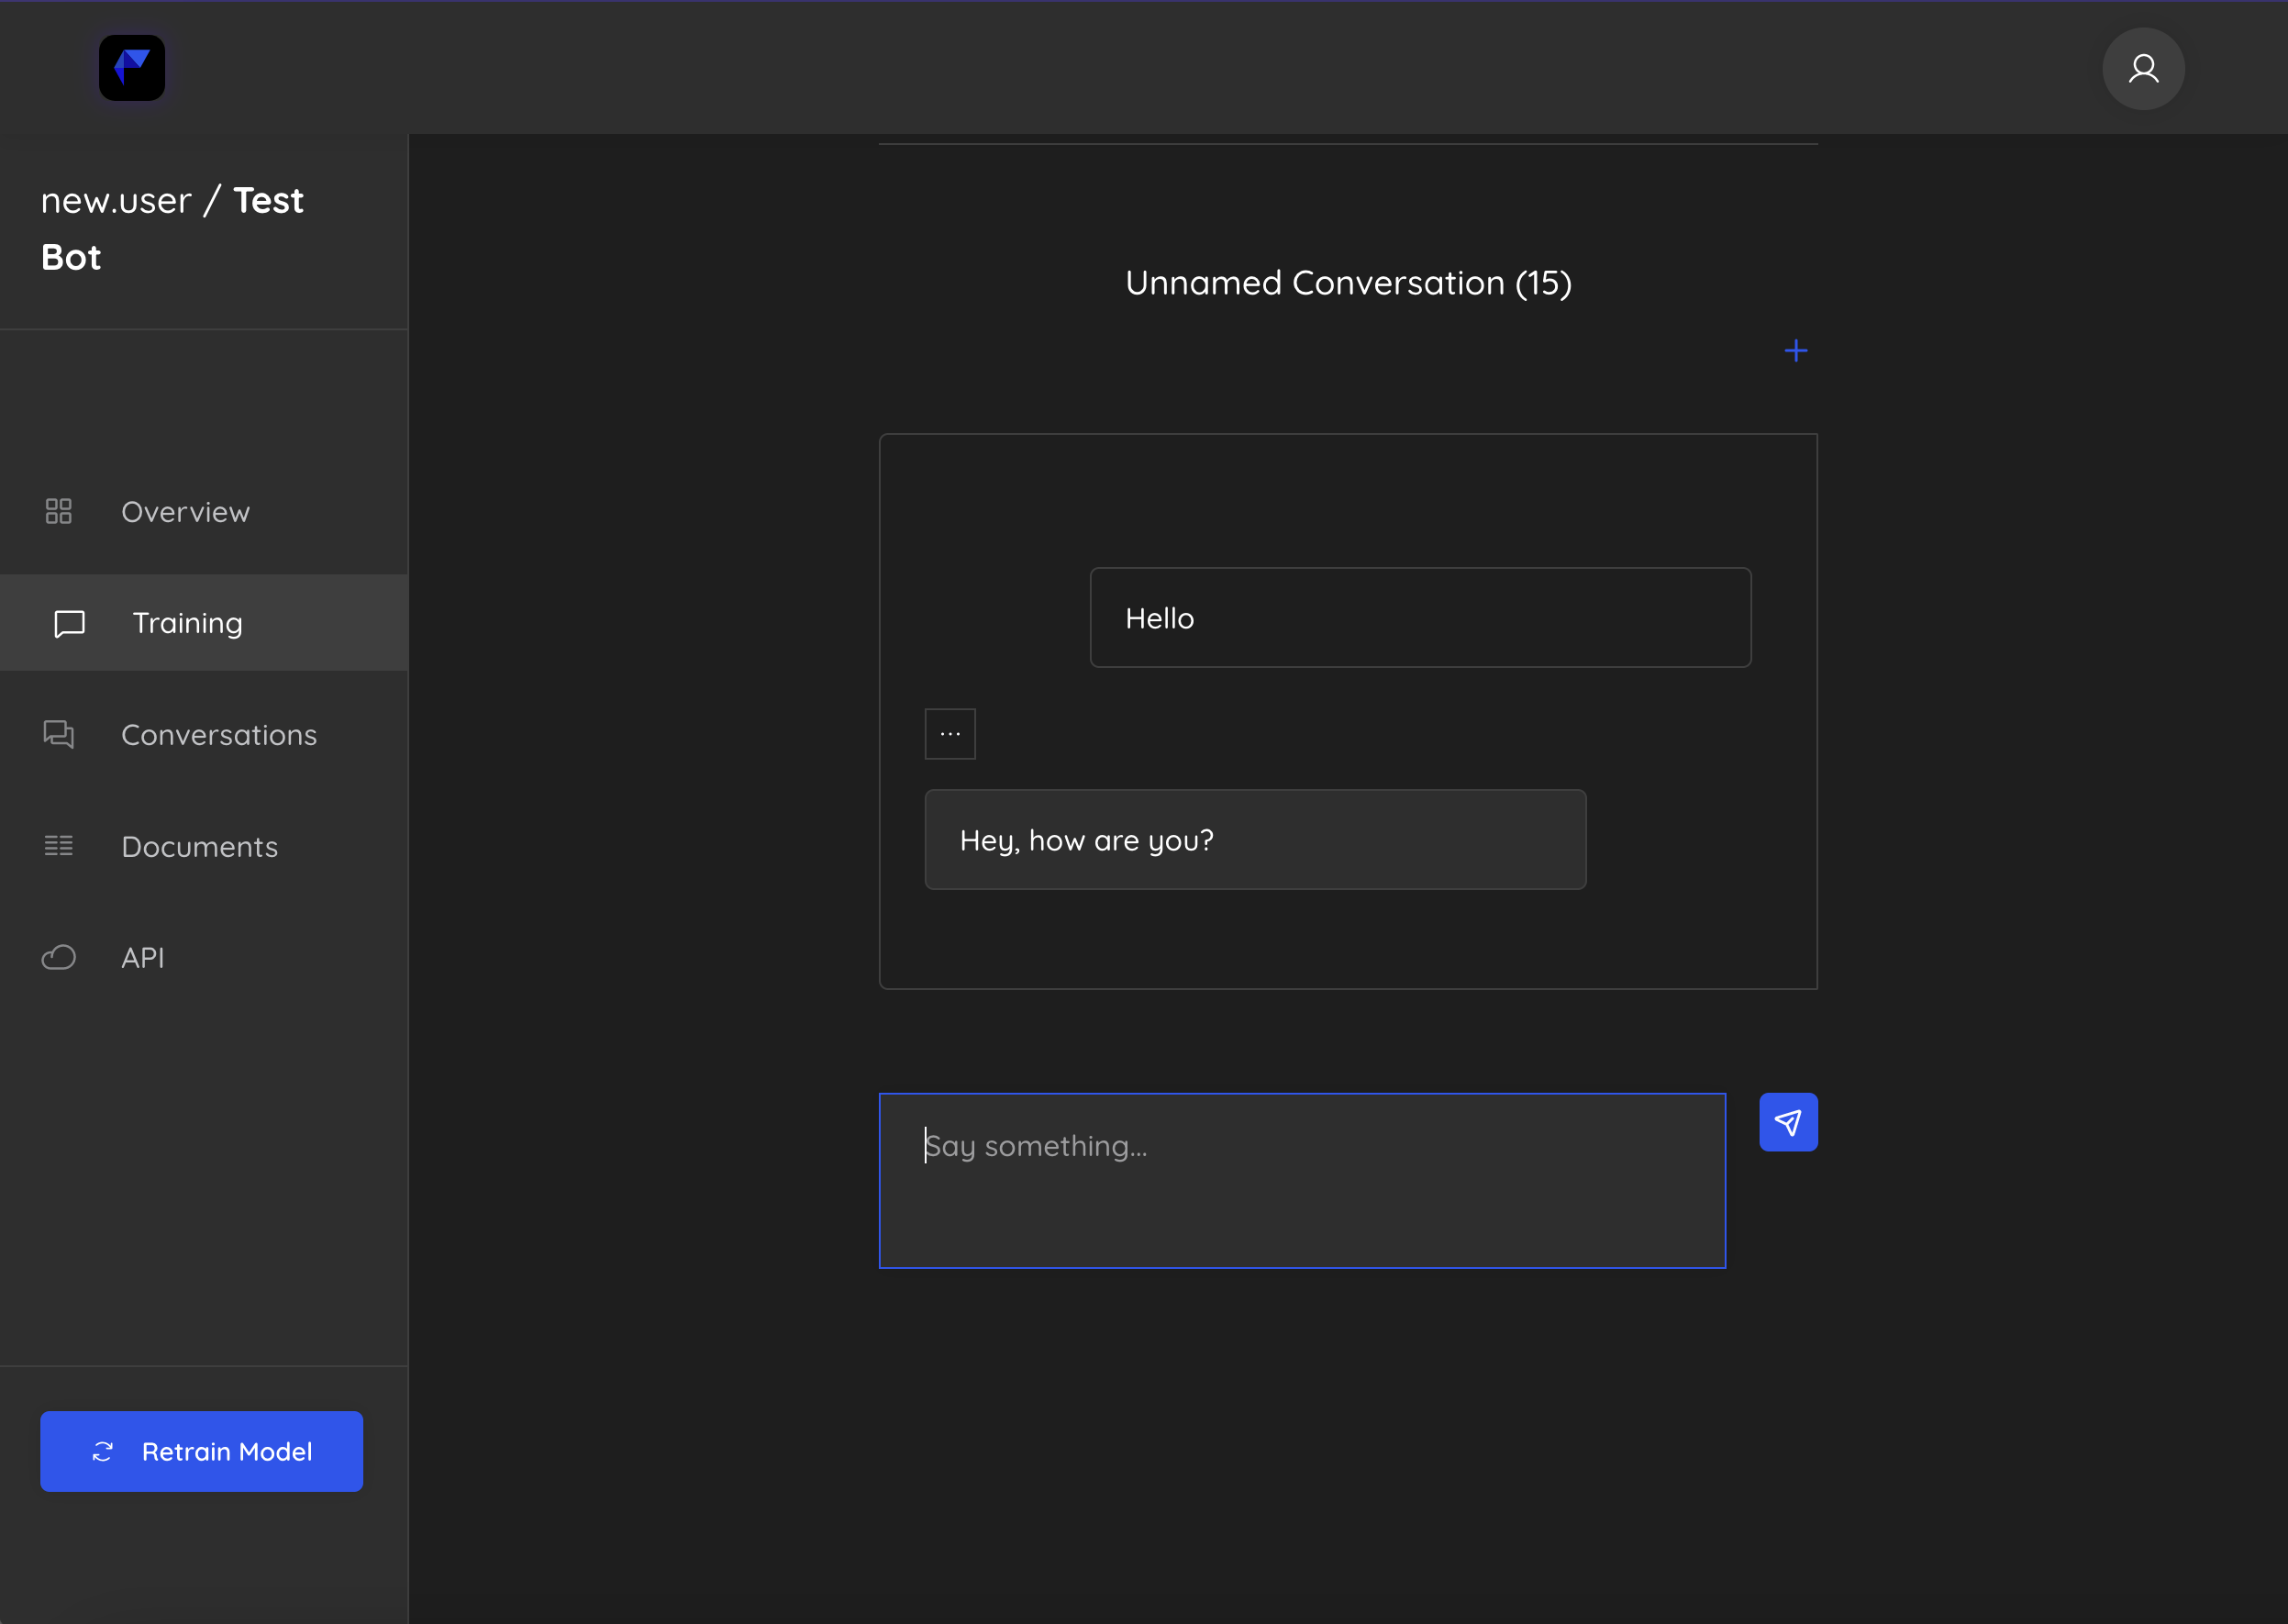 new.user / Test
Bot
Overview
Training
Conversations
Documents
API
Retrain Model
Unnamed Conversation (15)
Hello
Hey, how are you?
Say something...